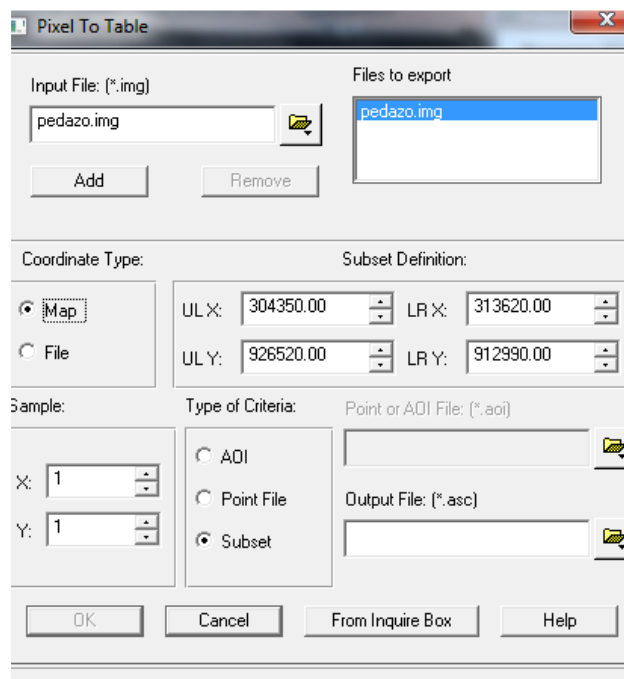 Pixel To Table
Input File: (*.img)
pedazo.img
Add Remove
Files to export
pedazo.img
Coordinate Type:
Map
File
Subset Definition:
UL X: 304350.00 LR X: 313620.00
UL Y: 926520.00 LR Y: 912990.00
Sample:
X: 1
Y: 1
Type of Criteria:
AOI
Point File
Subset
Point or AOI File: (*.aoi)
Output File: (*.asc)
OK Cancel From Inquire Box Help